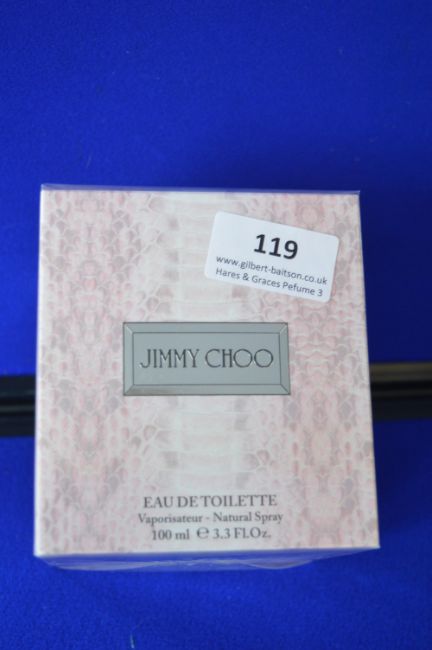 119
www.gilbert-baitson.co.uk
Hares & Graces Pefume 3
JIMMY CHOO
EAU DE TOILETTE
Vaporisateur - Natural Spray
100 ml ℮ 3.3 Fl.Oz.